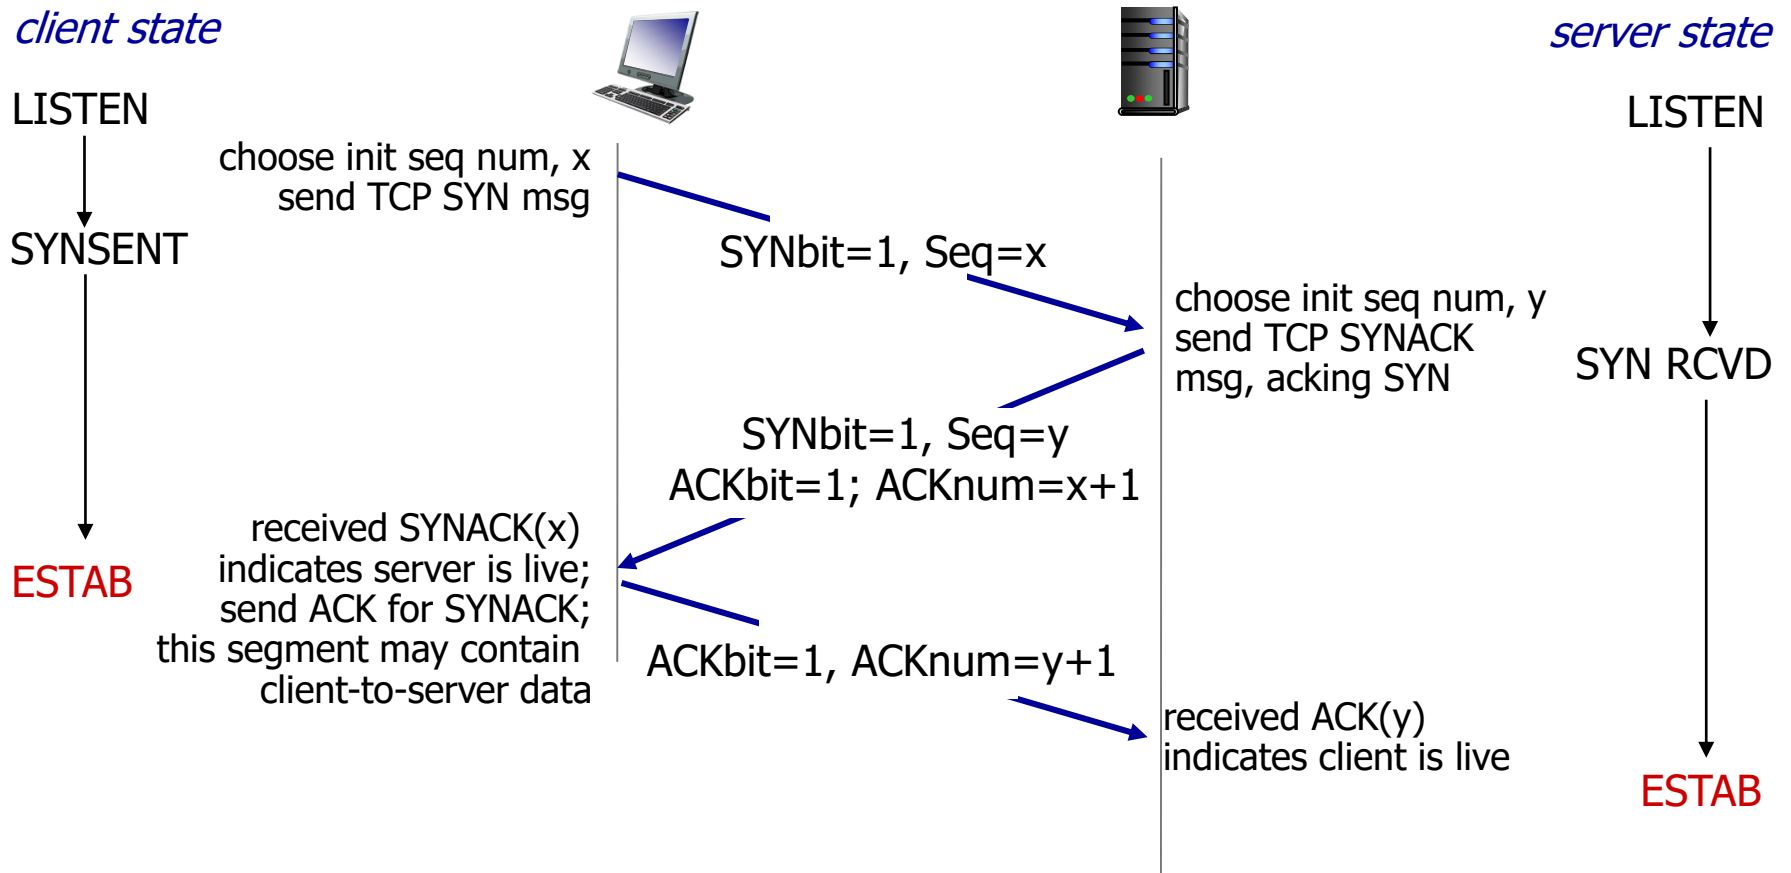 client state
server state
LISTEN
LISTEN
choose init seq num, x
send TCP SYN msg
SYNSENT
SYNbit=1, Seq=x
choose init seq num, y
send TCP SYNACK
msg, acking SYN
SYN RCVD
SYNbit=1, Seq=y
ACKbit=1; ACKnum=x+1
received SYNACK(x)
indicates server is live;
send ACK for SYNACK;
this segment may contain
client-to-server data
ESTAB
ACKbit=1, ACKnum=y+1
received ACK(y)
indicates client is live
ESTAB